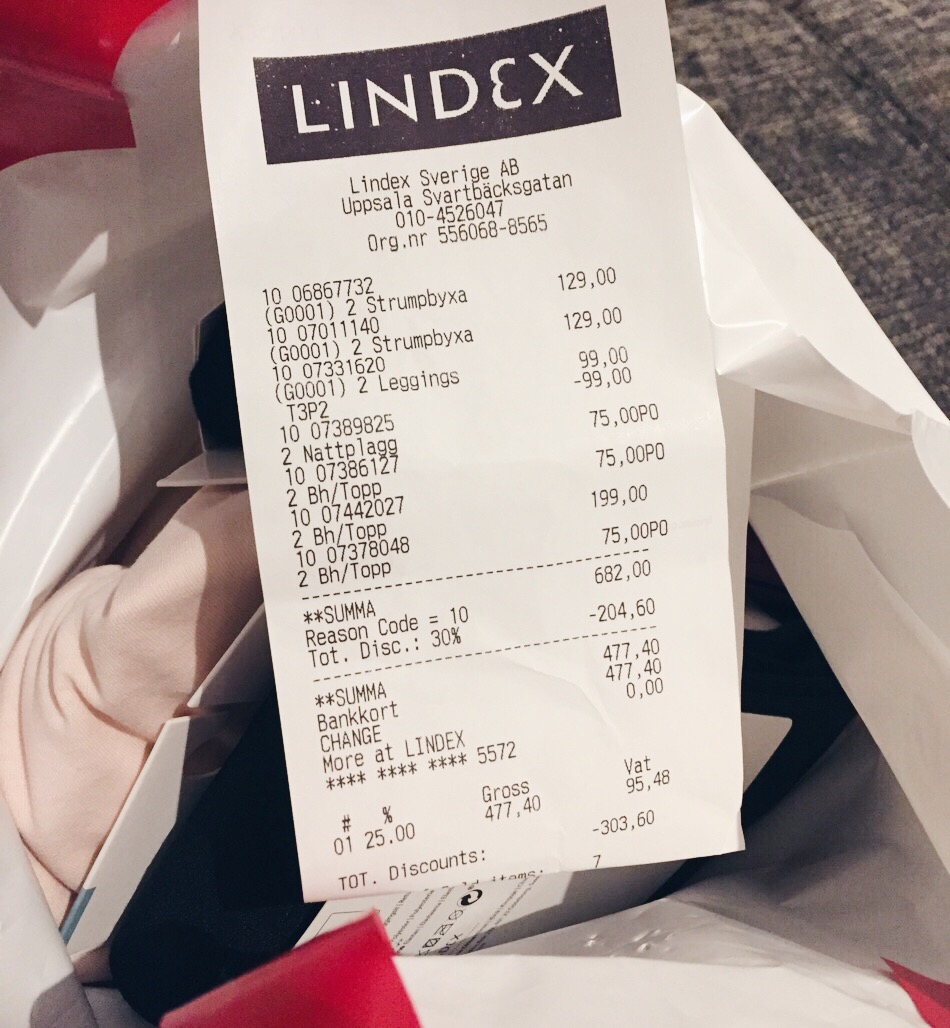 LINDEX
Lindex Sverige AB
Uppsala Svartbäcksgatan
010-4526047
Org.nr 556068-8565
10 06867732
(G0001) 2 Strumpbyxa 129,00
10 07011140
(G0001) 2 Strumpbyxa 129,00
10 07331620
(G0001) 2 Leggings 99,00
T3P2 -99,00
10 07389825
2 Nattplagg 75,00PO
10 07386127
2 Bh/Topp 75,00PO
10 07442027
2 Bh/Topp 199,00
10 07378048
2 Bh/Topp 75,00PO
--------------------------------
**SUMMA 682,00
Reason Code = 10
Tot. Disc.: 30% -204,60
--------------------------------
**SUMMA 477,40
Bankkort 477,40
CHANGE 0,00
More at LINDEX
**** **** **** 5572
# % Gross Vat
01 25.00 477,40 95,48
TOT. Discounts: -303,60
items: 7